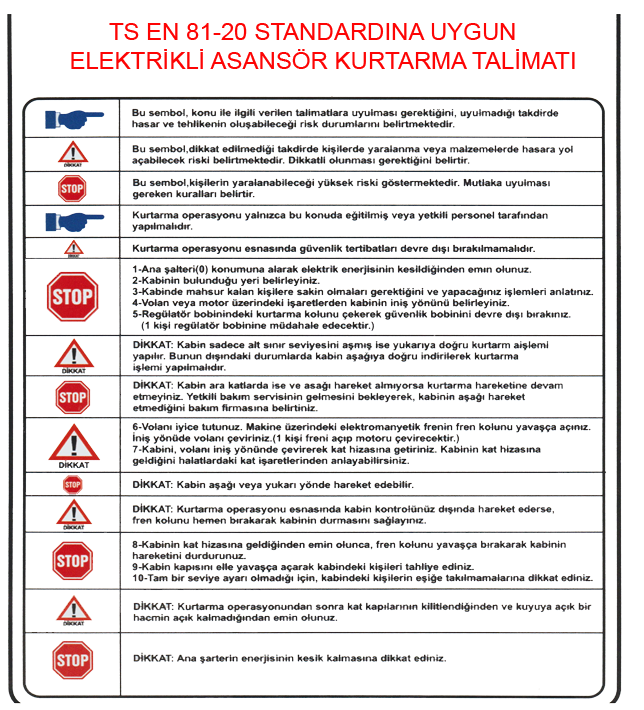 TS EN 81-20 STANDARDINA UYGUN
ELEKTRİKLİ ASANSÖR KURTARMA TALİMATI
Bu sembol, konu ile ilgili verilen talimatlara uyulması gerektiğini, uyulmadığı takdirde
hasar ve tehlikenin oluşabileceği risk durumlarını belirtmektedir.
DİKKAT
Bu sembol,dikkat edilmediği takdirde kişilerde yaralanma veya malzemelerde hasara yol
açabilecek riski belirtmektedir. Dikkatli olunması gerektiğini belirtir.
STOP
Bu sembol,kişilerin yaralanabileceği yüksek riski göstermektedir. Mutlaka uyulması
gereken kuralları belirtir.
Kurtarma operasyonu yalnızca bu konuda eğitilmiş veya yetkili personel tarafından
yapılmalıdır.
DİKKAT
Kurtarma operasyonu esnasında güvenlik tertibatları devre dışı bırakılmamalıdır.
STOP
1-Ana şalteri(0) konumuna alarak elektrik enerjisinin kesildiğinden emin olunuz.
2-Kabinin bulunduğu yeri belirleyiniz.
3-Kabinde mahsur kalan kişilere sakin olmaları gerektiğini ve yapacağınız işlemleri anlatınız.
4-Volan veya motor üzerindeki işaretlerden kabinin iniş yönünü belirleyiniz.
5-Regülatör bobinindeki kurtarma kolunu çekerek güvenlik bobinini devre dışı bırakınız.
(1 kişi regülatör bobinine müdahale edecektir.)
DİKKAT
DİKKAT: Kabin sadece alt sınır seviyesini aşmış ise yukarıya doğru kurtarm aişlemi
yapılır. Bunun dışındaki durumlarda kabin aşağıya doğru indirilerek kurtarma
işlemi yapılmalıdır.
STOP
DİKKAT: Kabin ara katlarda ise ve asağı hareket almıyorsa kurtarma hareketine devam
etmeyiniz. Yetkili bakım servisinin gelmesini bekleyerek, kabinin aşağı hareket
etmediğini bakım firmasına belirtiniz.
DİKKAT
6-Volanı iyice tutunuz. Makine üzerindeki elektromanyetik frenin fren kolunu yavaşça açınız.
İniş yönüde volanı çeviriniz.(1 kişi freni açıp motoru çevirecektir.)
7-Kabini, volanı iniş yönünde çevirerek kat hizasına getiriniz. Kabinin kat hizasına
geldiğini halatlardaki kat işaretlerinden anlayabilirsiniz.
STOP
DİKKAT: Kabin aşağı veya yukarı yönde hareket edebilir.
DİKKAT
DİKKAT: Kurtarma operasyonu esnasında kabin kontrolünüz dışında hareket ederse,
fren kolunu hemen bırakarak kabinin durmasını sağlayınız.
STOP
8-Kabinin kat hizasına geldiğinden emin olunca, fren kolunu yavaşça bırakarak kabinin
hareketini durdurunuz.
9-Kabin kapısını elle yavaşça açarak kabindeki kişileri tahliye ediniz.
10-Tam bir seviye ayarı olmadığı için, kabindeki kişilerin eşiğe takılmamalarına dikkat ediniz.
DİKKAT
DİKKAT: Kurtarma operasyonundan sonra kat kapılarının kilitlendiğinden ve kuyuya açık bir
hacmin açık kalmadığından emin olunuz.
STOP
DİKKAT: Ana şarterin enerjisinin kesik kalmasına dikkat ediniz.